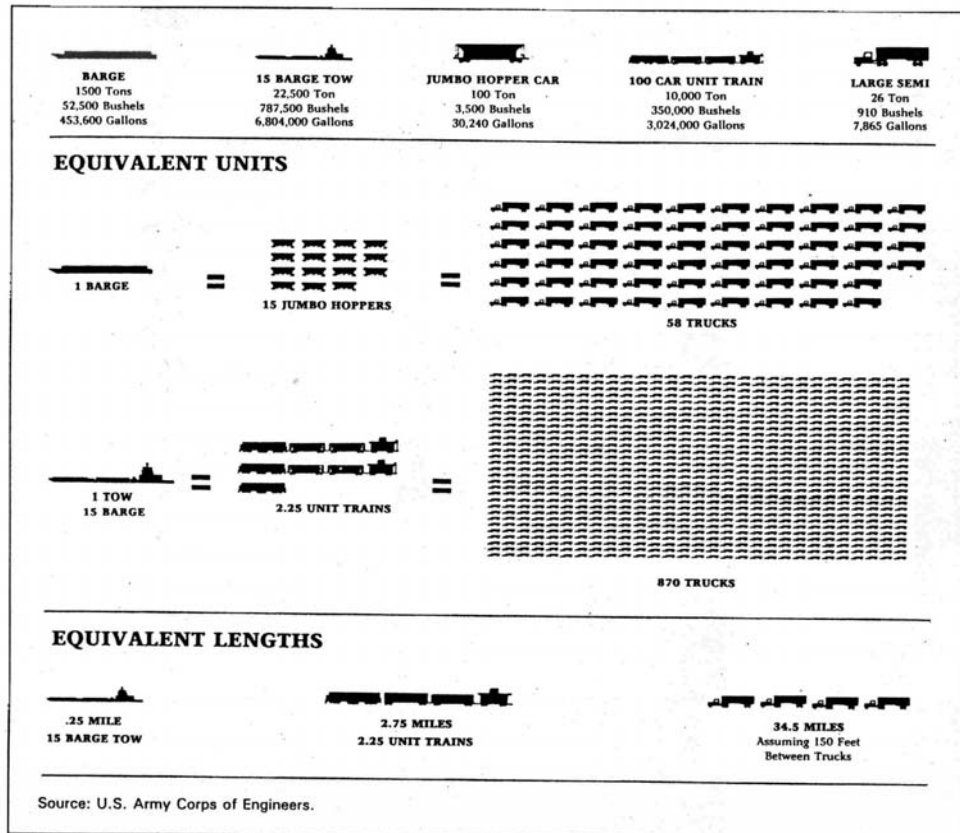 BARGE
1500 Tons
52,500 Bushels
453,600 Gallons
15 BARGE TOW
22,500 Ton
787,500 Bushels
6,804,000 Gallons
JUMBO HOPPER CAR
100 Ton
3,500 Bushels
30,240 Gallons
100 CAR UNIT TRAIN
10,000 Ton
350,000 Bushels
3,024,000 Gallons
LARGE SEMI
26 Ton
910 Bushels
7,865 Gallons
EQUIVALENT UNITS
1 BARGE
=
15 JUMBO HOPPERS
=
58 TRUCKS
1 TOW
15 BARGE
=
2.25 UNIT TRAINS
=
870 TRUCKS
EQUIVALENT LENGTHS
.25 MILE
15 BARGE TOW
2.75 MILES
2.25 UNIT TRAINS
34.5 MILES
Assuming 150 Feet
Between Trucks
Source: U.S. Army Corps of Engineers.